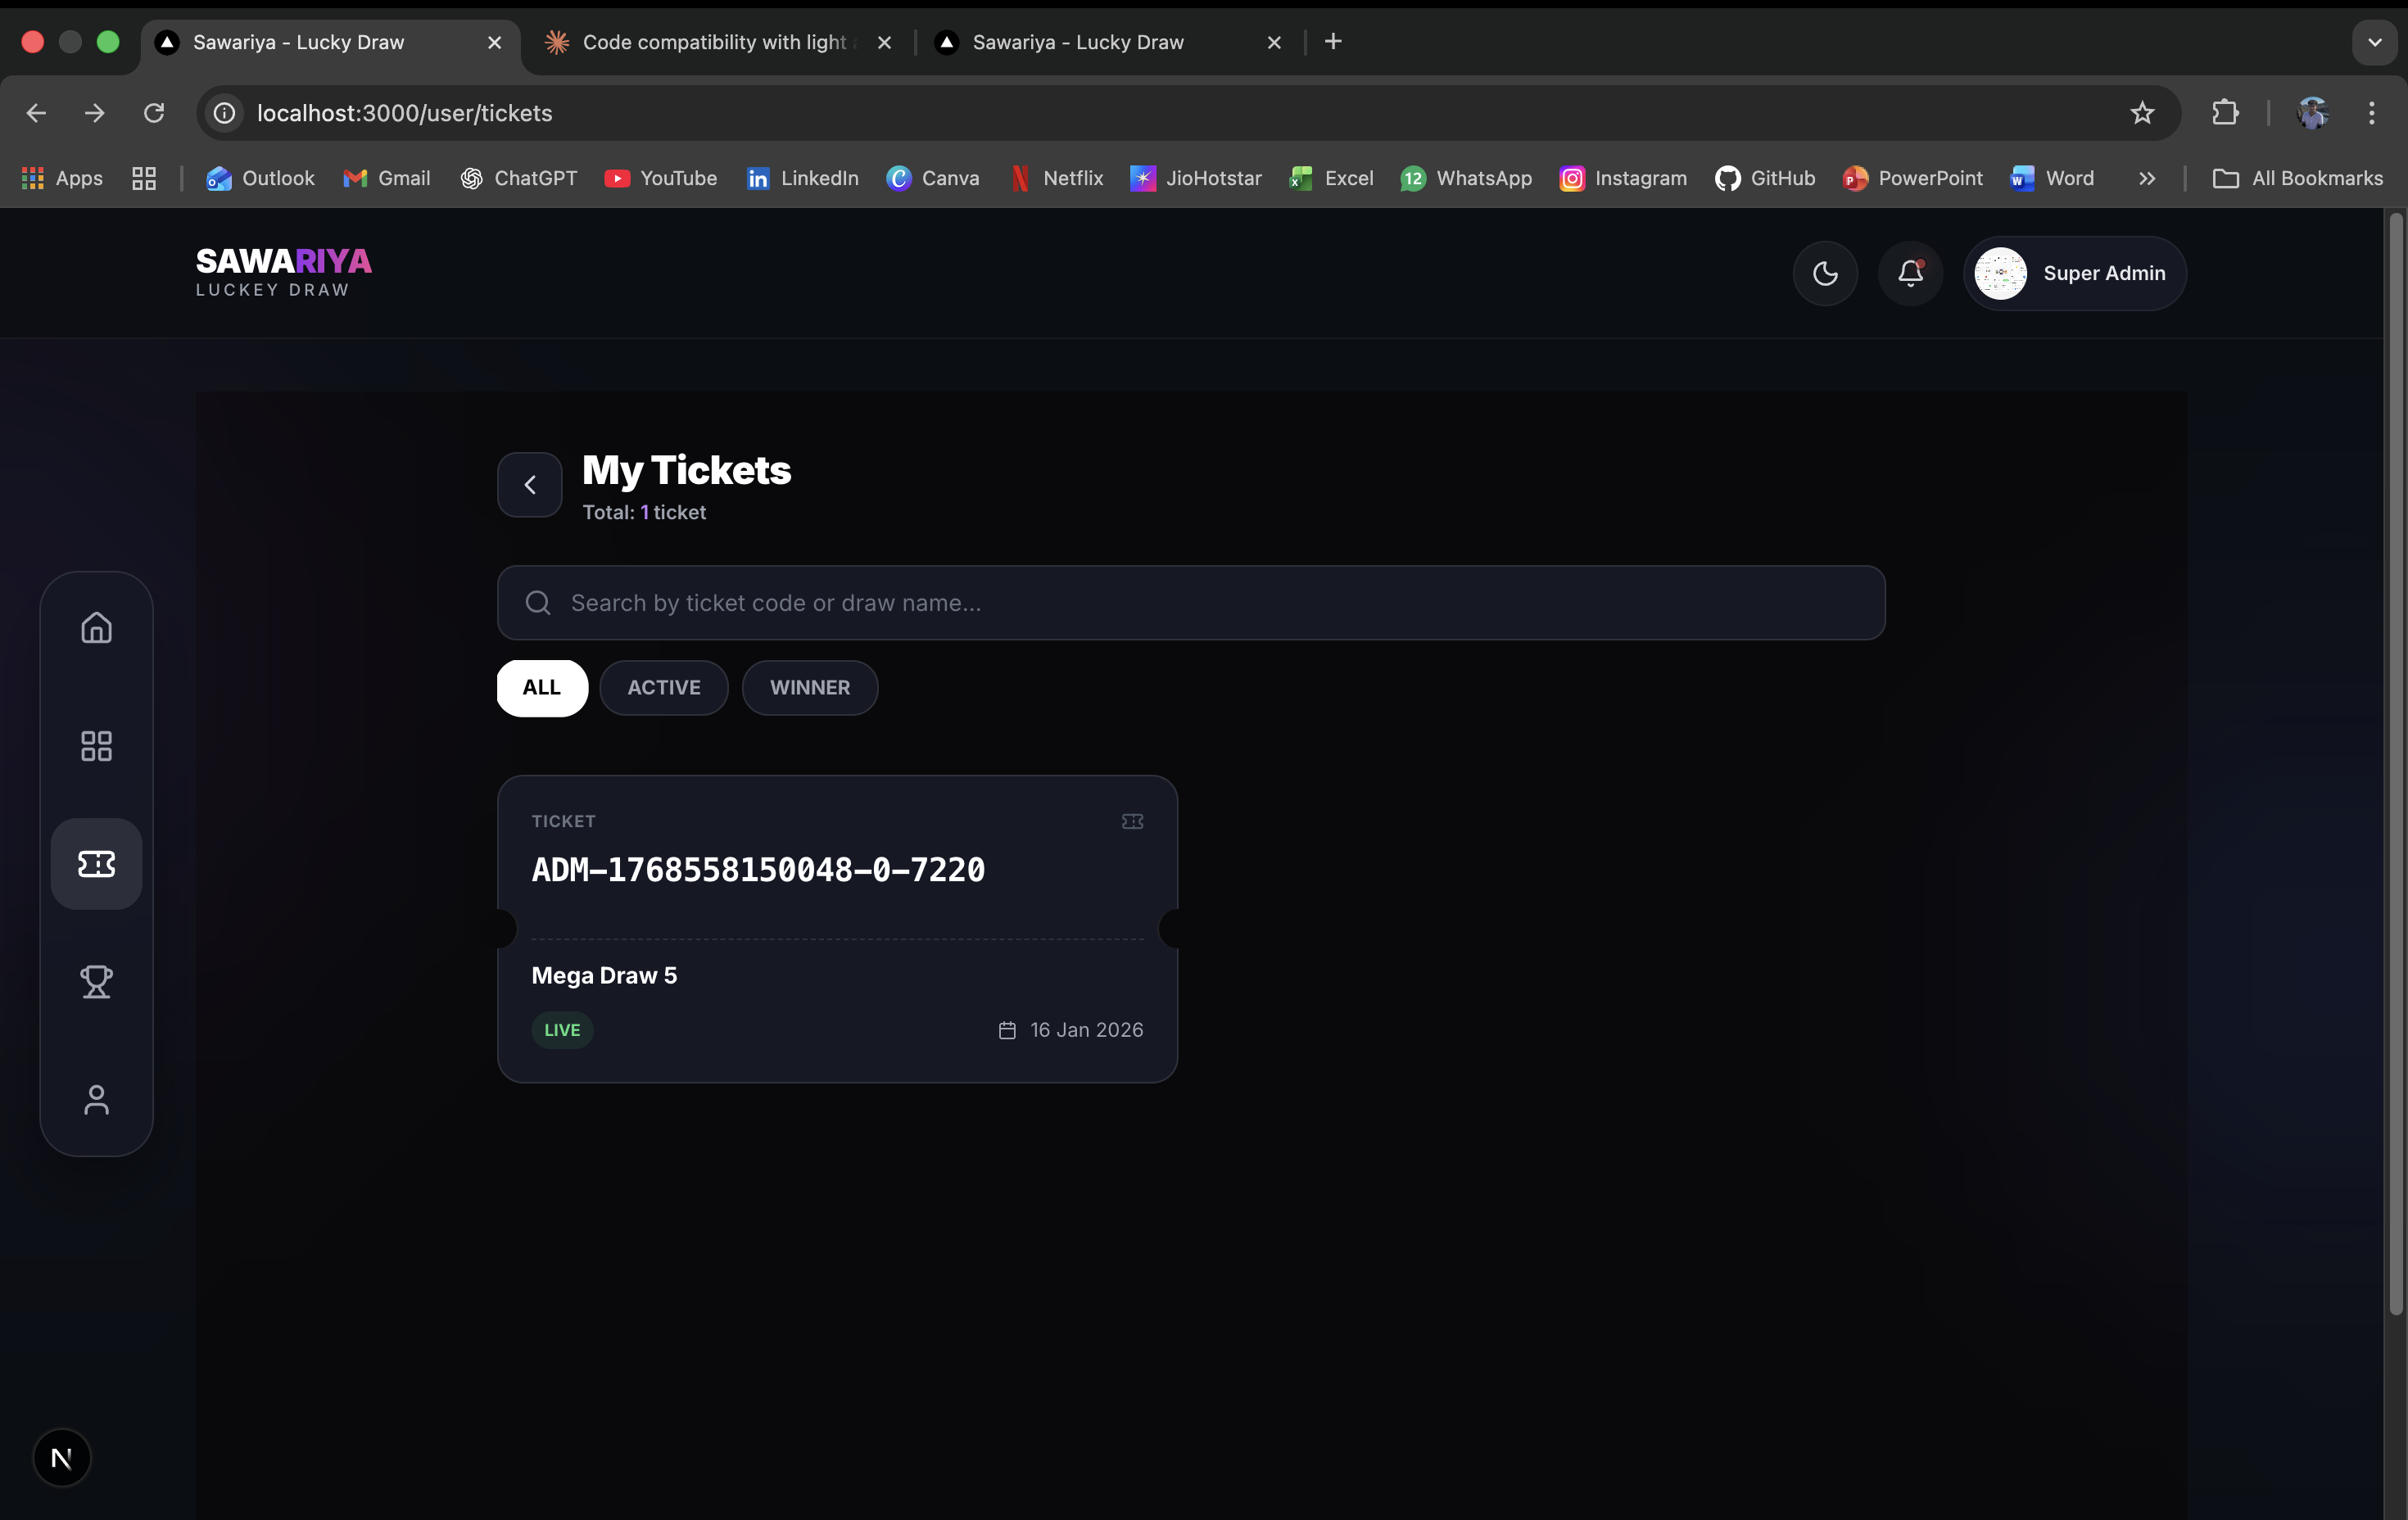 Sawariya - Lucky Draw
Code compatibility with light
Sawariya - Lucky Draw
localhost:3000/user/tickets
Apps
Outlook
Gmail
ChatGPT
YouTube
LinkedIn
Canva
Netflix
JioHotstar
Excel
12
WhatsApp
Instagram
GitHub
PowerPoint
Word
All Bookmarks
SAWARIYA
LUCKEY DRAW
Super Admin
My Tickets
Total: 1 ticket
Search by ticket code or draw name...
ALL
ACTIVE
WINNER
TICKET
ADM-1768558150048-0-7220
Mega Draw 5
LIVE
16 Jan 2026
N